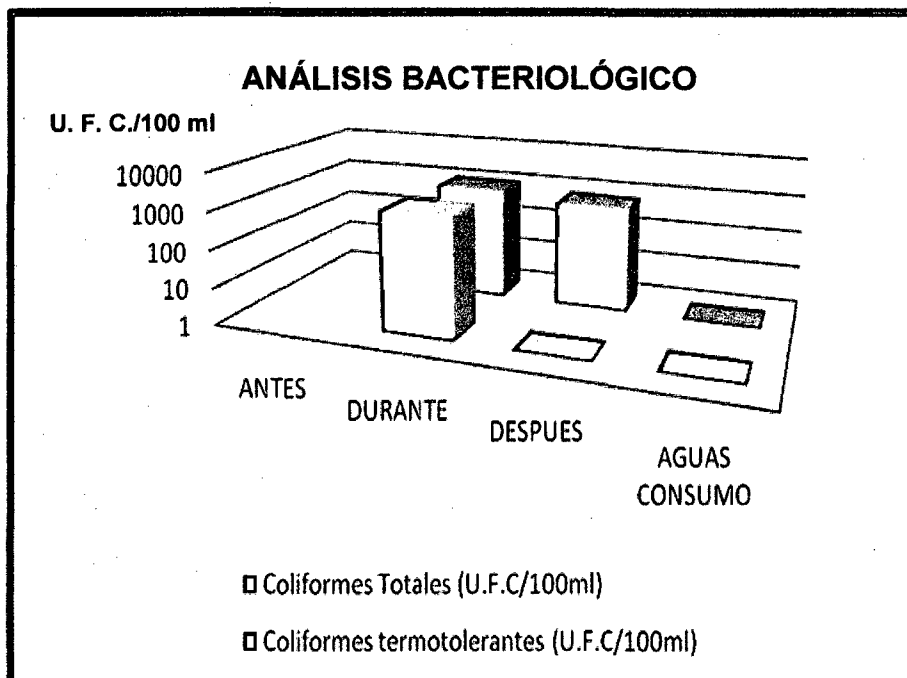 ANÁLISIS BACTERIOLÓGICO
U. F. C./100 ml
10000
1000
100
10
1
ANTES
DURANTE
DESPUES
AGUAS
CONSUMO
Coliformes Totales (U.F.C/100ml)
Coliformes termotolerantes (U.F.C/100ml)